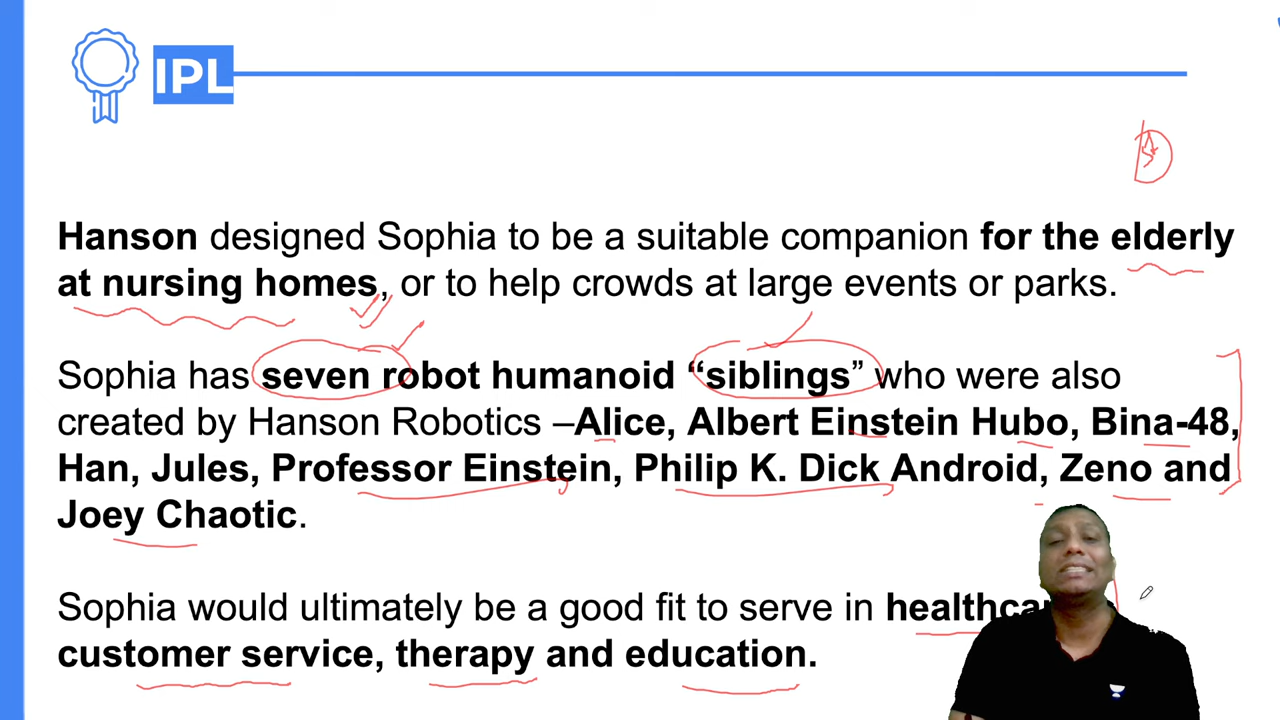 IPL
Hanson designed Sophia to be a suitable companion for the elderly
at nursing homes, or to help crowds at large events or parks.
Sophia has seven robot humanoid “siblings” who were also
created by Hanson Robotics –Alice, Albert Einstein Hubo, Bina-48,
Han, Jules, Professor Einstein, Philip K. Dick Android, Zeno and
Joey Chaotic.
Sophia would ultimately be a good fit to serve in
customer service, therapy and education.